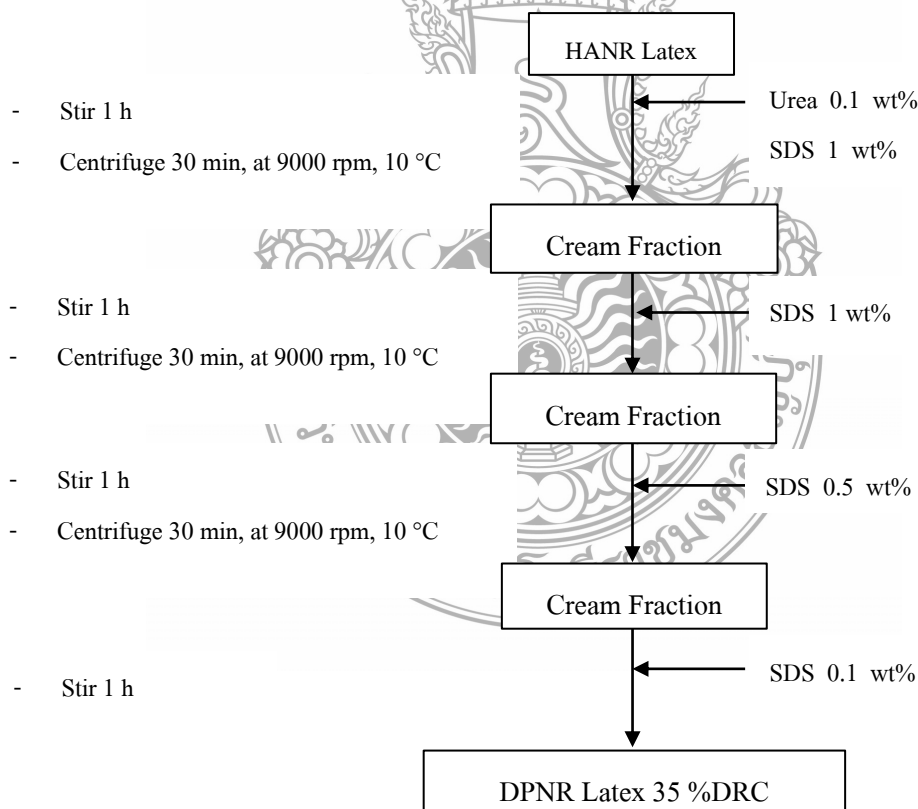 HANR Latex
- Stir 1 h
- Centrifuge 30 min, at 9000 rpm, 10 °C
Urea 0.1 wt%
SDS 1 wt%
Cream Fraction
- Stir 1 h
- Centrifuge 30 min, at 9000 rpm, 10 °C
SDS 1 wt%
Cream Fraction
- Stir 1 h
- Centrifuge 30 min, at 9000 rpm, 10 °C
SDS 0.5 wt%
Cream Fraction
- Stir 1 h
SDS 0.1 wt%
DPNR Latex 35 %DRC